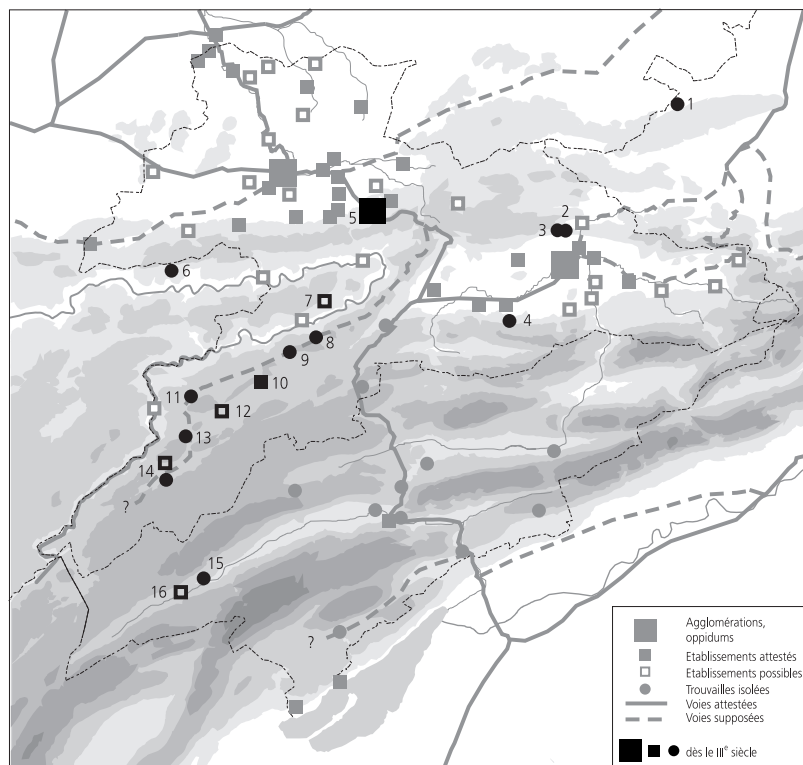 1
2
3
5
6
7
4
8
9
10
11
12
13
14
?
15
16
?
Agglomérations,
oppidums
Etablissements attestés
Etablissements possibles
Trouvailles isolées
Voies attestées
Voies supposées
dès le IIIe siècle